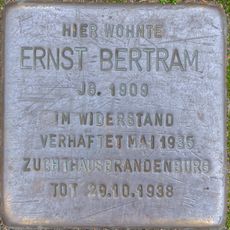 HIER WOHNTE
ERNST BERTRAM
JG. 1909
IM WIDERSTAND
VERHAFTET MAI 1935
ZUCHTHAUS BRANDENBURG
TOT 29.10.1938